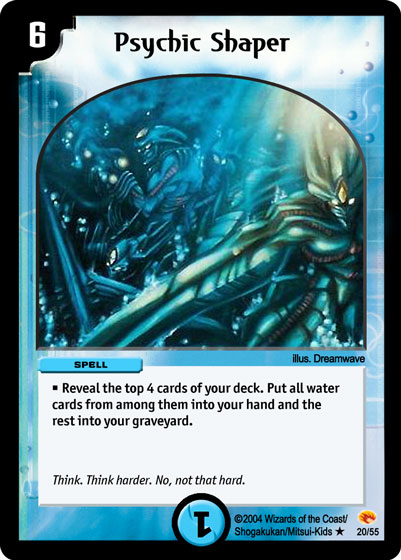 6
Psychic Shaper
illus. Dreamwave
SPELL
▪ Reveal the top 4 cards of your deck. Put all water
cards from among them into your hand and the
rest into your graveyard.
Think. Think harder. No, not that hard.
1
©2004 Wizards of the Coast/
Shogakukan/Mitsui-Kids ★ 20/55